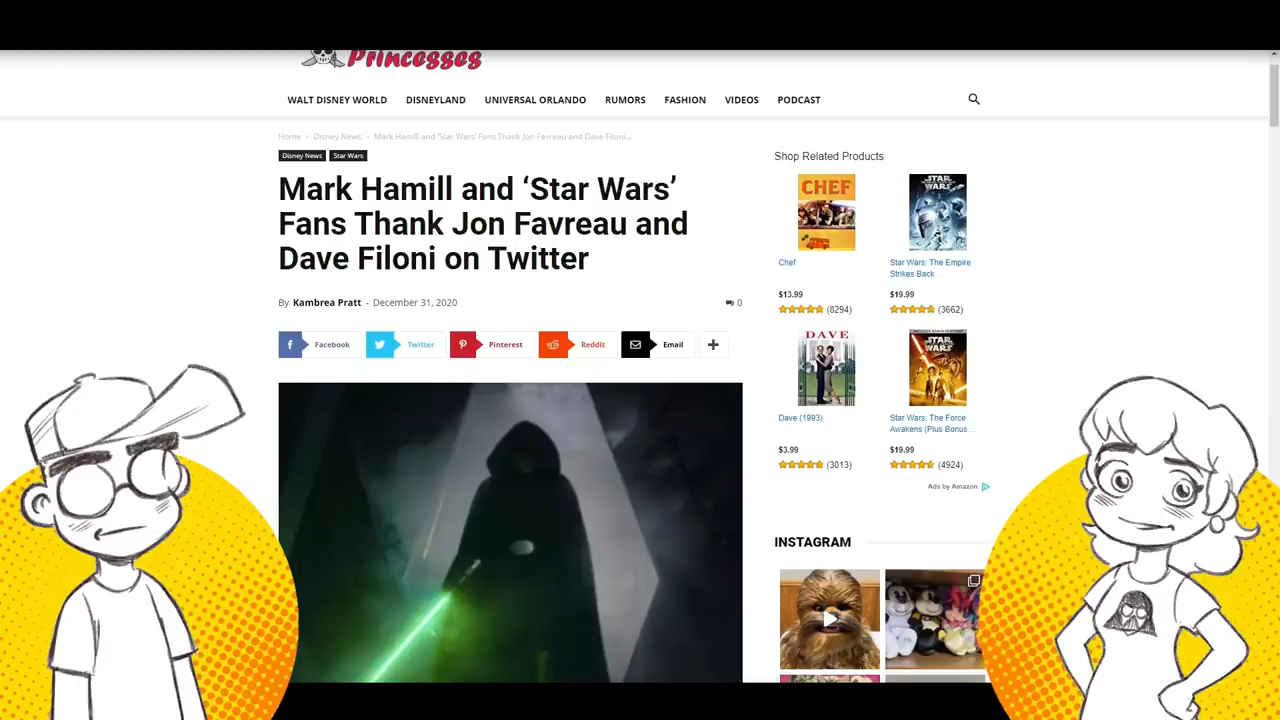 Princesses
WALT DISNEY WORLD DISNEYLAND UNIVERSAL ORLANDO RUMORS FASHION VIDEOS PODCAST
Home › Disney News › Mark Hamill and 'Star Wars' Fans Thank Jon Favreau and Dave Filoni...
Disney News Star Wars
Mark Hamill and ‘Star Wars’
Fans Thank Jon Favreau and
Dave Filoni on Twitter
By Kambrea Pratt - December 31, 2020 0
Facebook Twitter Pinterest ReddIt Email
Shop Related Products
CHEF
STAR WARS
Chef
Star Wars: The Empire
Strikes Back
$13.99
$19.99
(8294)
(3662)
DAVE
STAR WARS
Dave (1993)
Star Wars: The Force
Awakens (Plus Bonus...
$3.99
$19.99
(3013)
(4924)
Ads by Amazon
INSTAGRAM